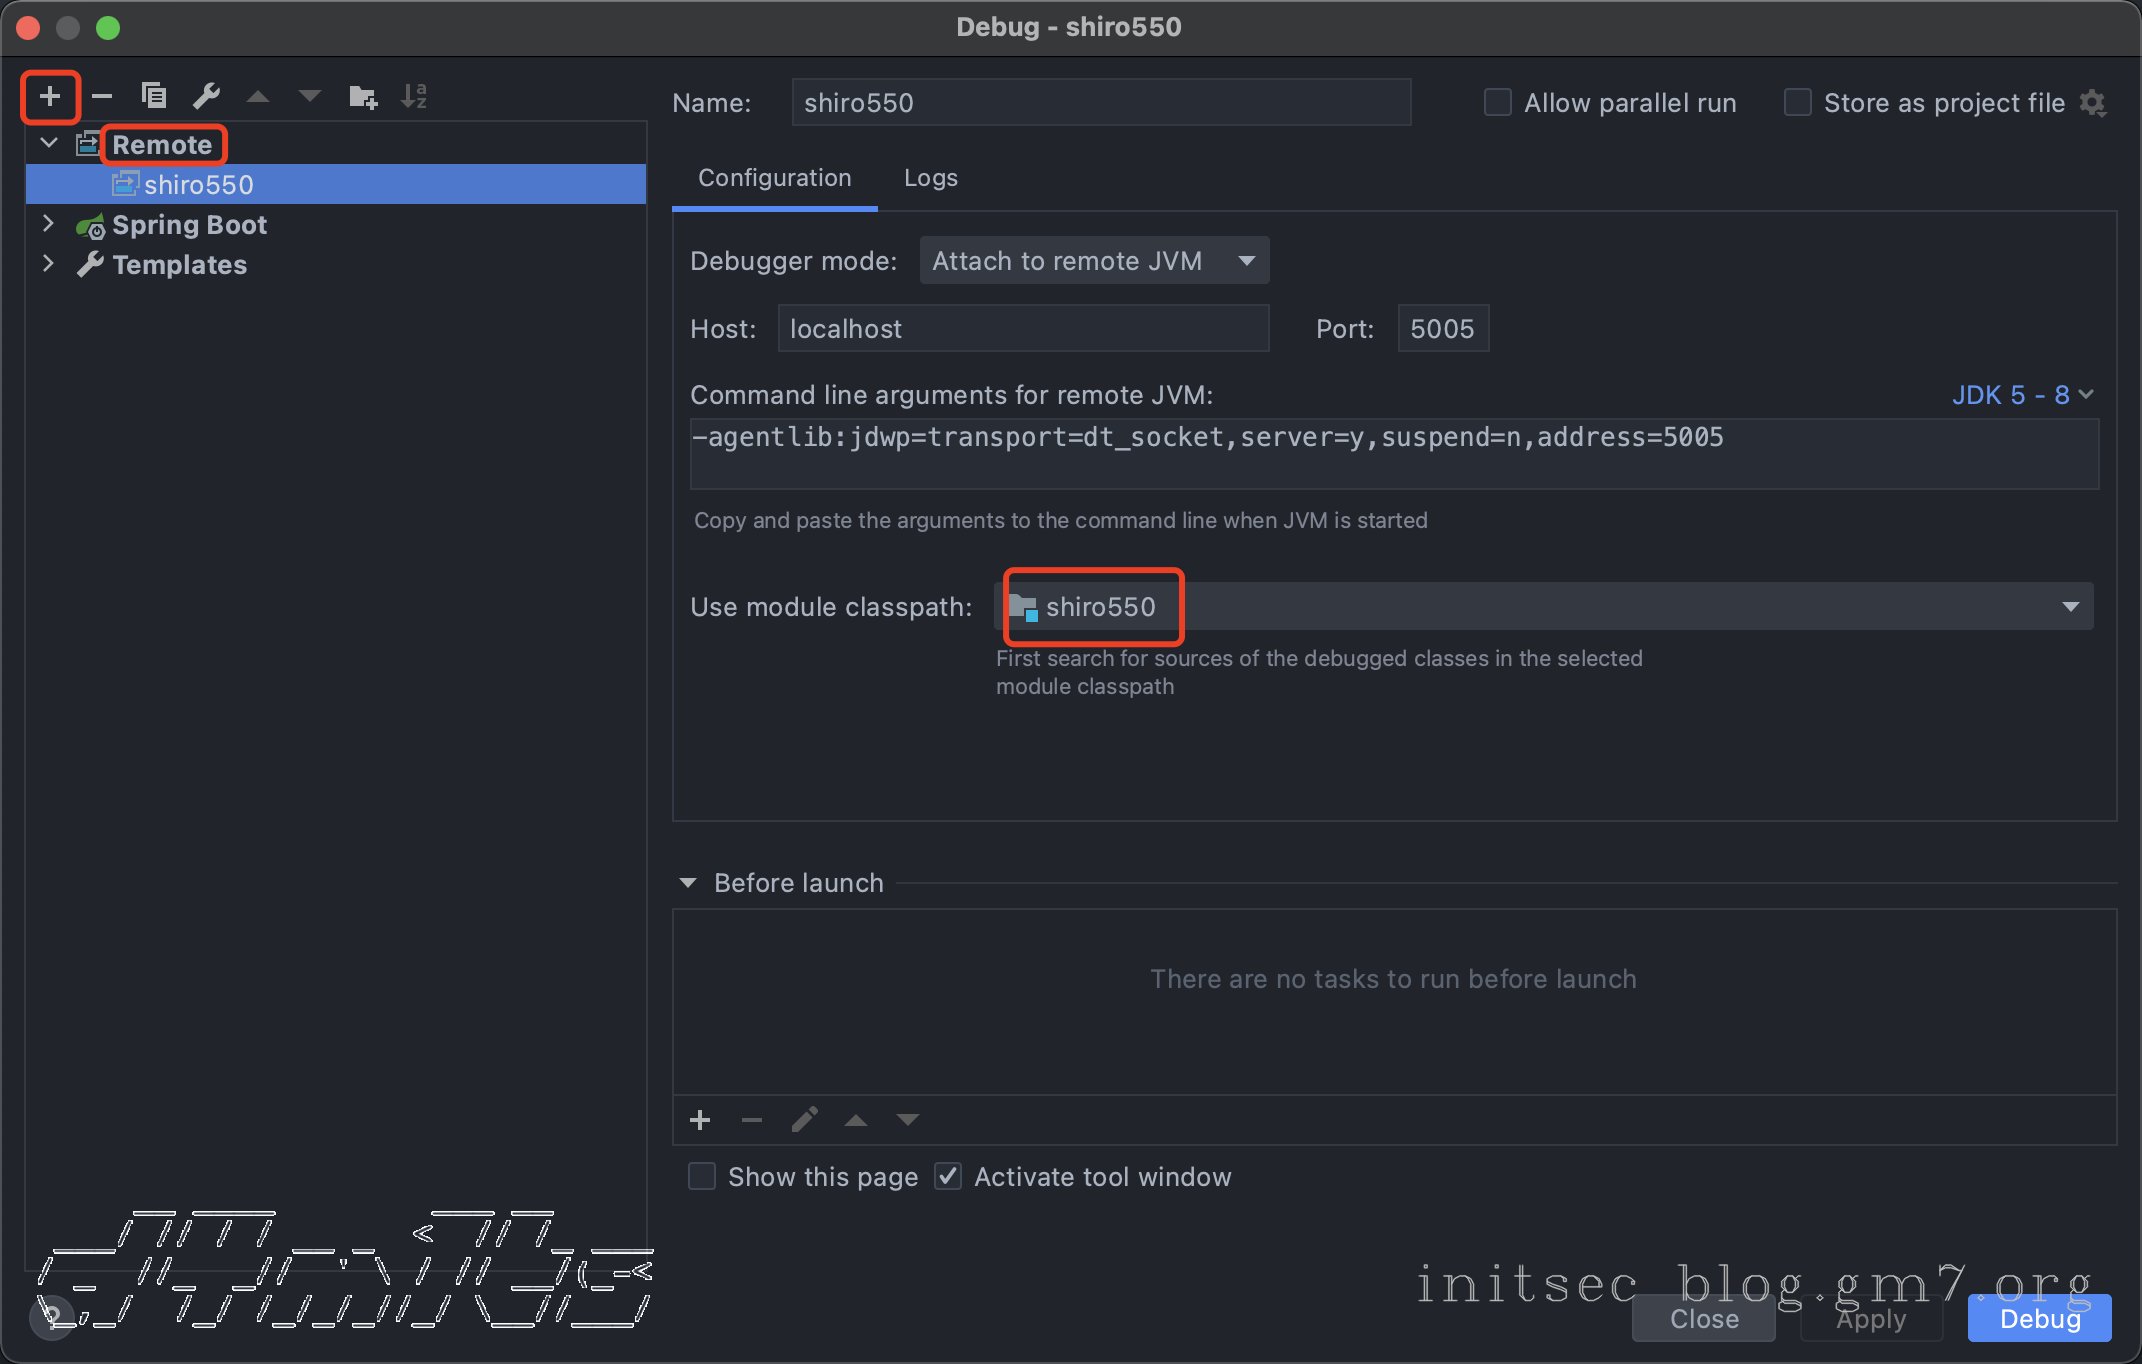 Debug - shiro550
Remote
shiro550
Spring Boot
Templates
Name: shiro550 Allow parallel run Store as project file
Configuration Logs
Debugger mode: Attach to remote JVM
Host: localhost Port: 5005
Command line arguments for remote JVM: JDK 5 - 8
-agentlib:jdwp=transport=dt_socket,server=y,suspend=n,address=5005
Copy and paste the arguments to the command line when JVM is started
Use module classpath: shiro550
First search for sources of the debugged classes in the selected
module classpath
Before launch
There are no tasks to run before launch
Show this page Activate tool window
initsec blog.gm7.org
Close Apply Debug